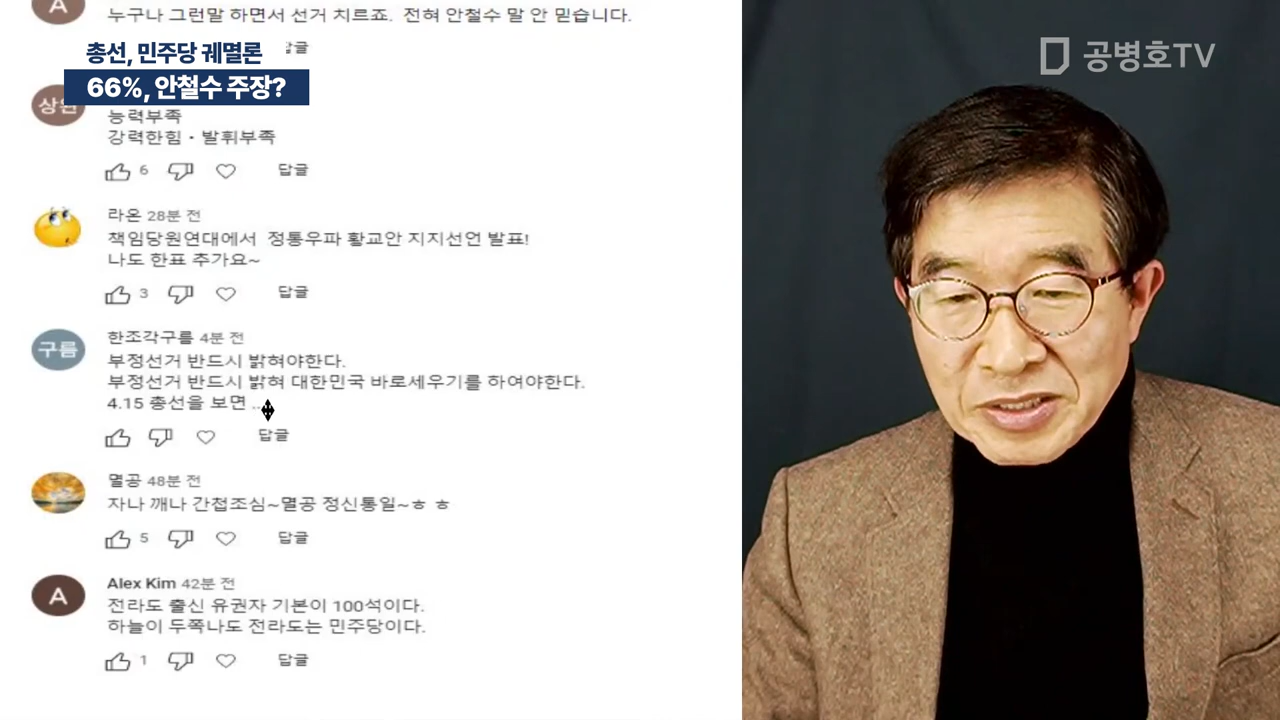 A
누구나 그런말 하면서 선거 치르죠. 전혀 안철수 말 안 믿습니다.
답글
총선, 민주당 궤멸론
66%, 안철수 주장?
공병호TV
상원
능력부족
강력한힘·발휘부족
6 답글
라온 28분 전
책임당원연대에서 정통우파 황교안 지지선언 발표!
나도 한표 추가요~
3 답글
구름
한조각구름 4분 전
부정선거 반드시 밝혀야한다.
부정선거 반드시 밝혀 대한민국 바로세우기를 하여야한다.
4.15 총선을 보면 ...
답글
멸공 48분 전
자나 깨나 간첩조심~멸공 정신통일~ㅎ ㅎ
5 답글
A
Alex Kim 42분 전
전라도 출신 유권자 기본이 100석이다.
하늘이 두쪽나도 전라도는 민주당이다.
1 답글